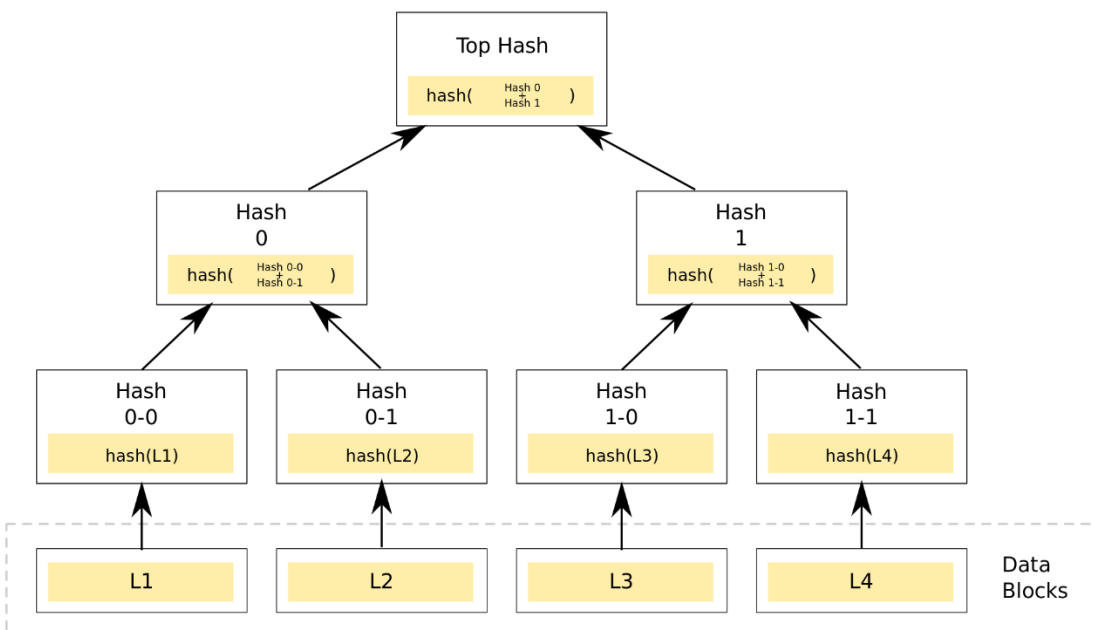 Top Hash
hash( Hash 0 + Hash 1 )
Hash
0
hash( Hash 0-0 + Hash 0-1 )
Hash
1
hash( Hash 1-0 + Hash 1-1 )
Hash
0-0
hash(L1)
Hash
0-1
hash(L2)
Hash
1-0
hash(L3)
Hash
1-1
hash(L4)
L1
L2
L3
L4
Data
Blocks